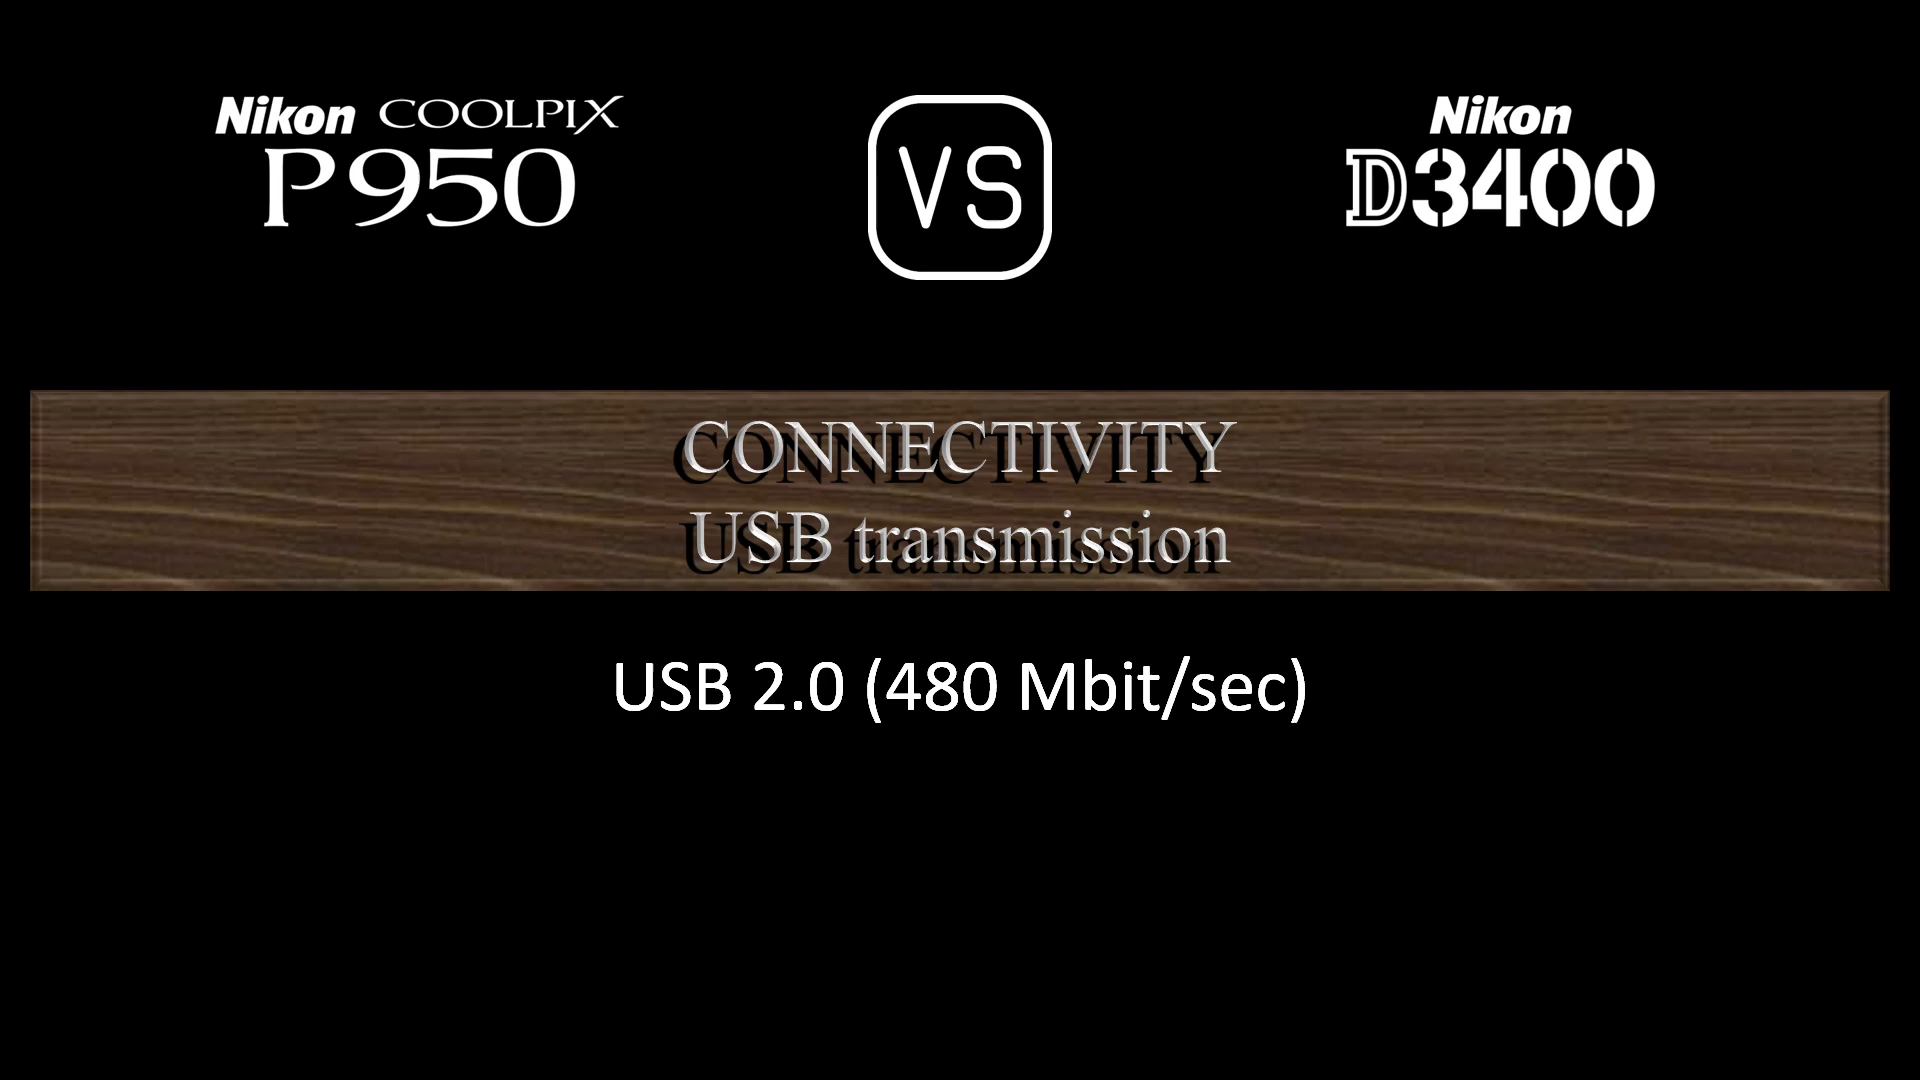 Nikon COOLPIX
P950
VS
Nikon
D3400
CONNECTIVITY
USB transmission
USB 2.0 (480 Mbit/sec)